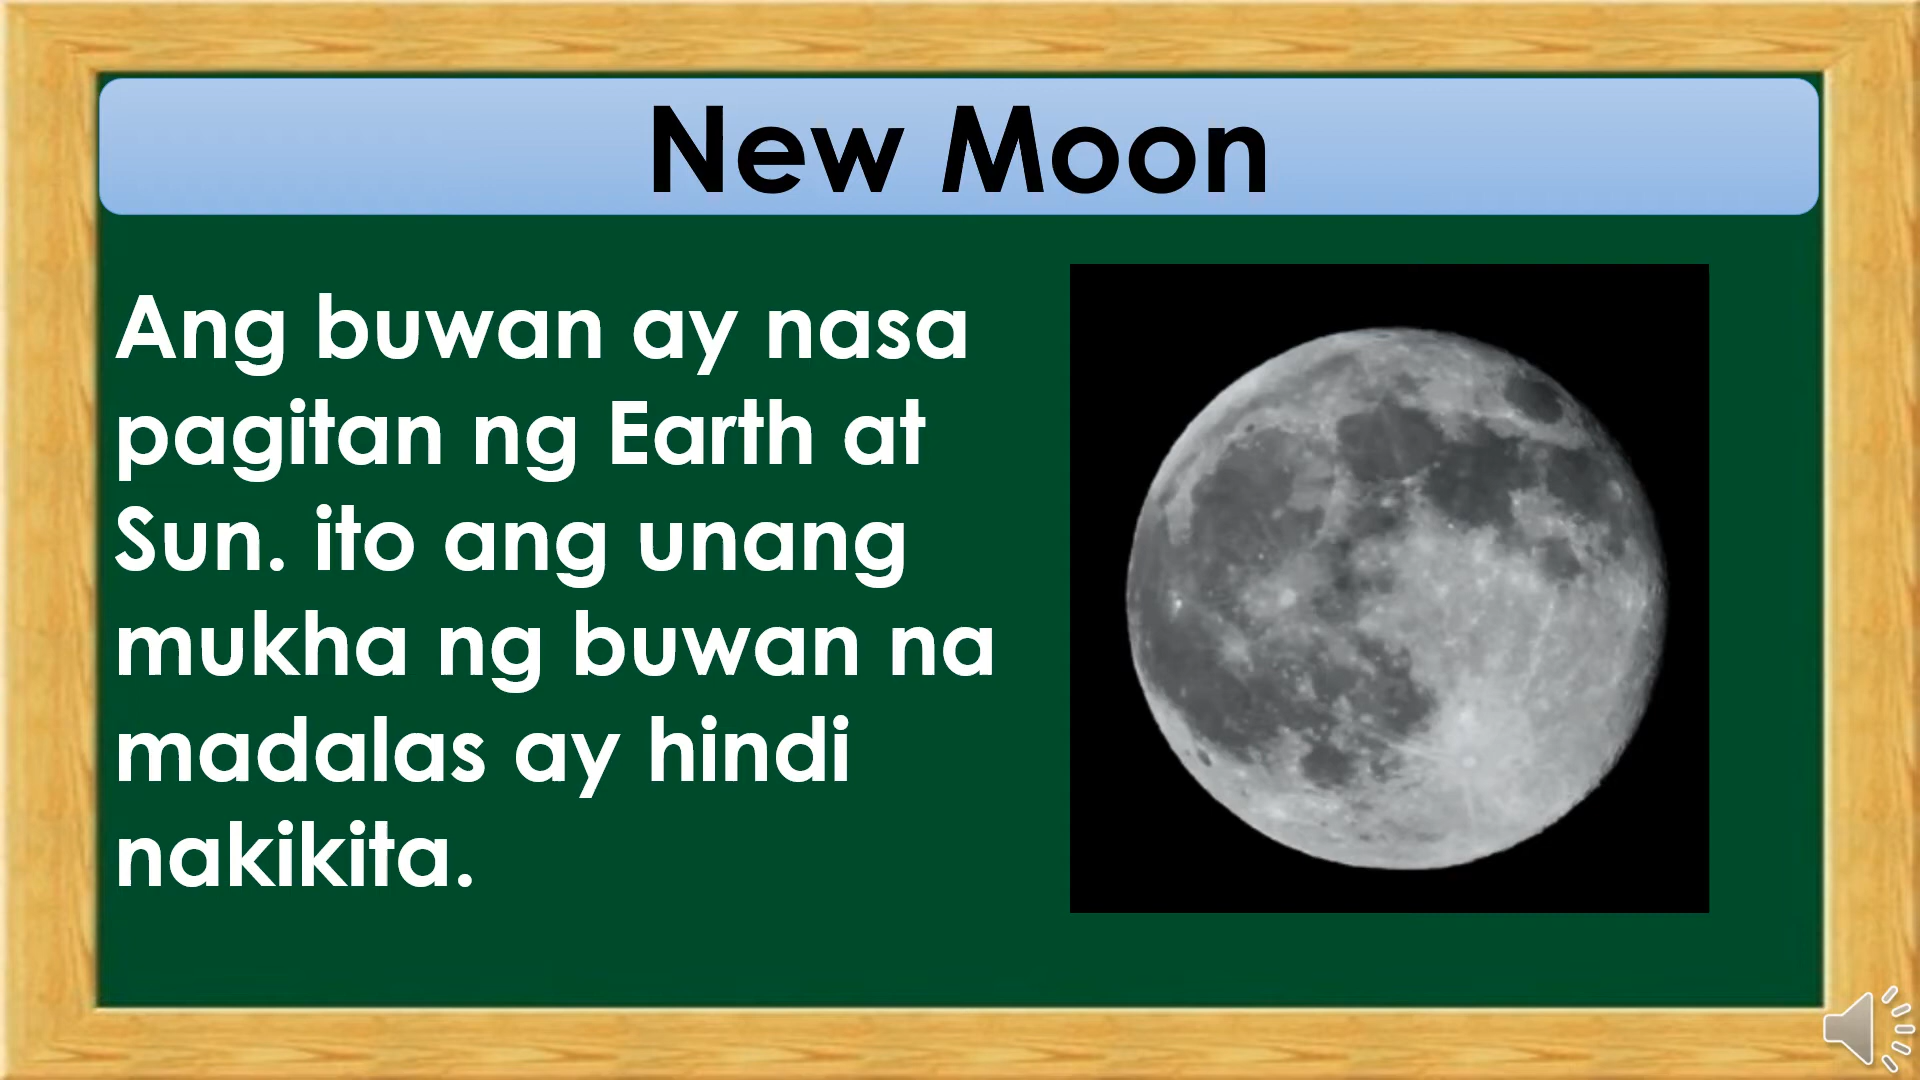 New Moon
Ang buwan ay nasa
pagitan ng Earth at
Sun. ito ang unang
mukha ng buwan na
madalas ay hindi
nakikita.